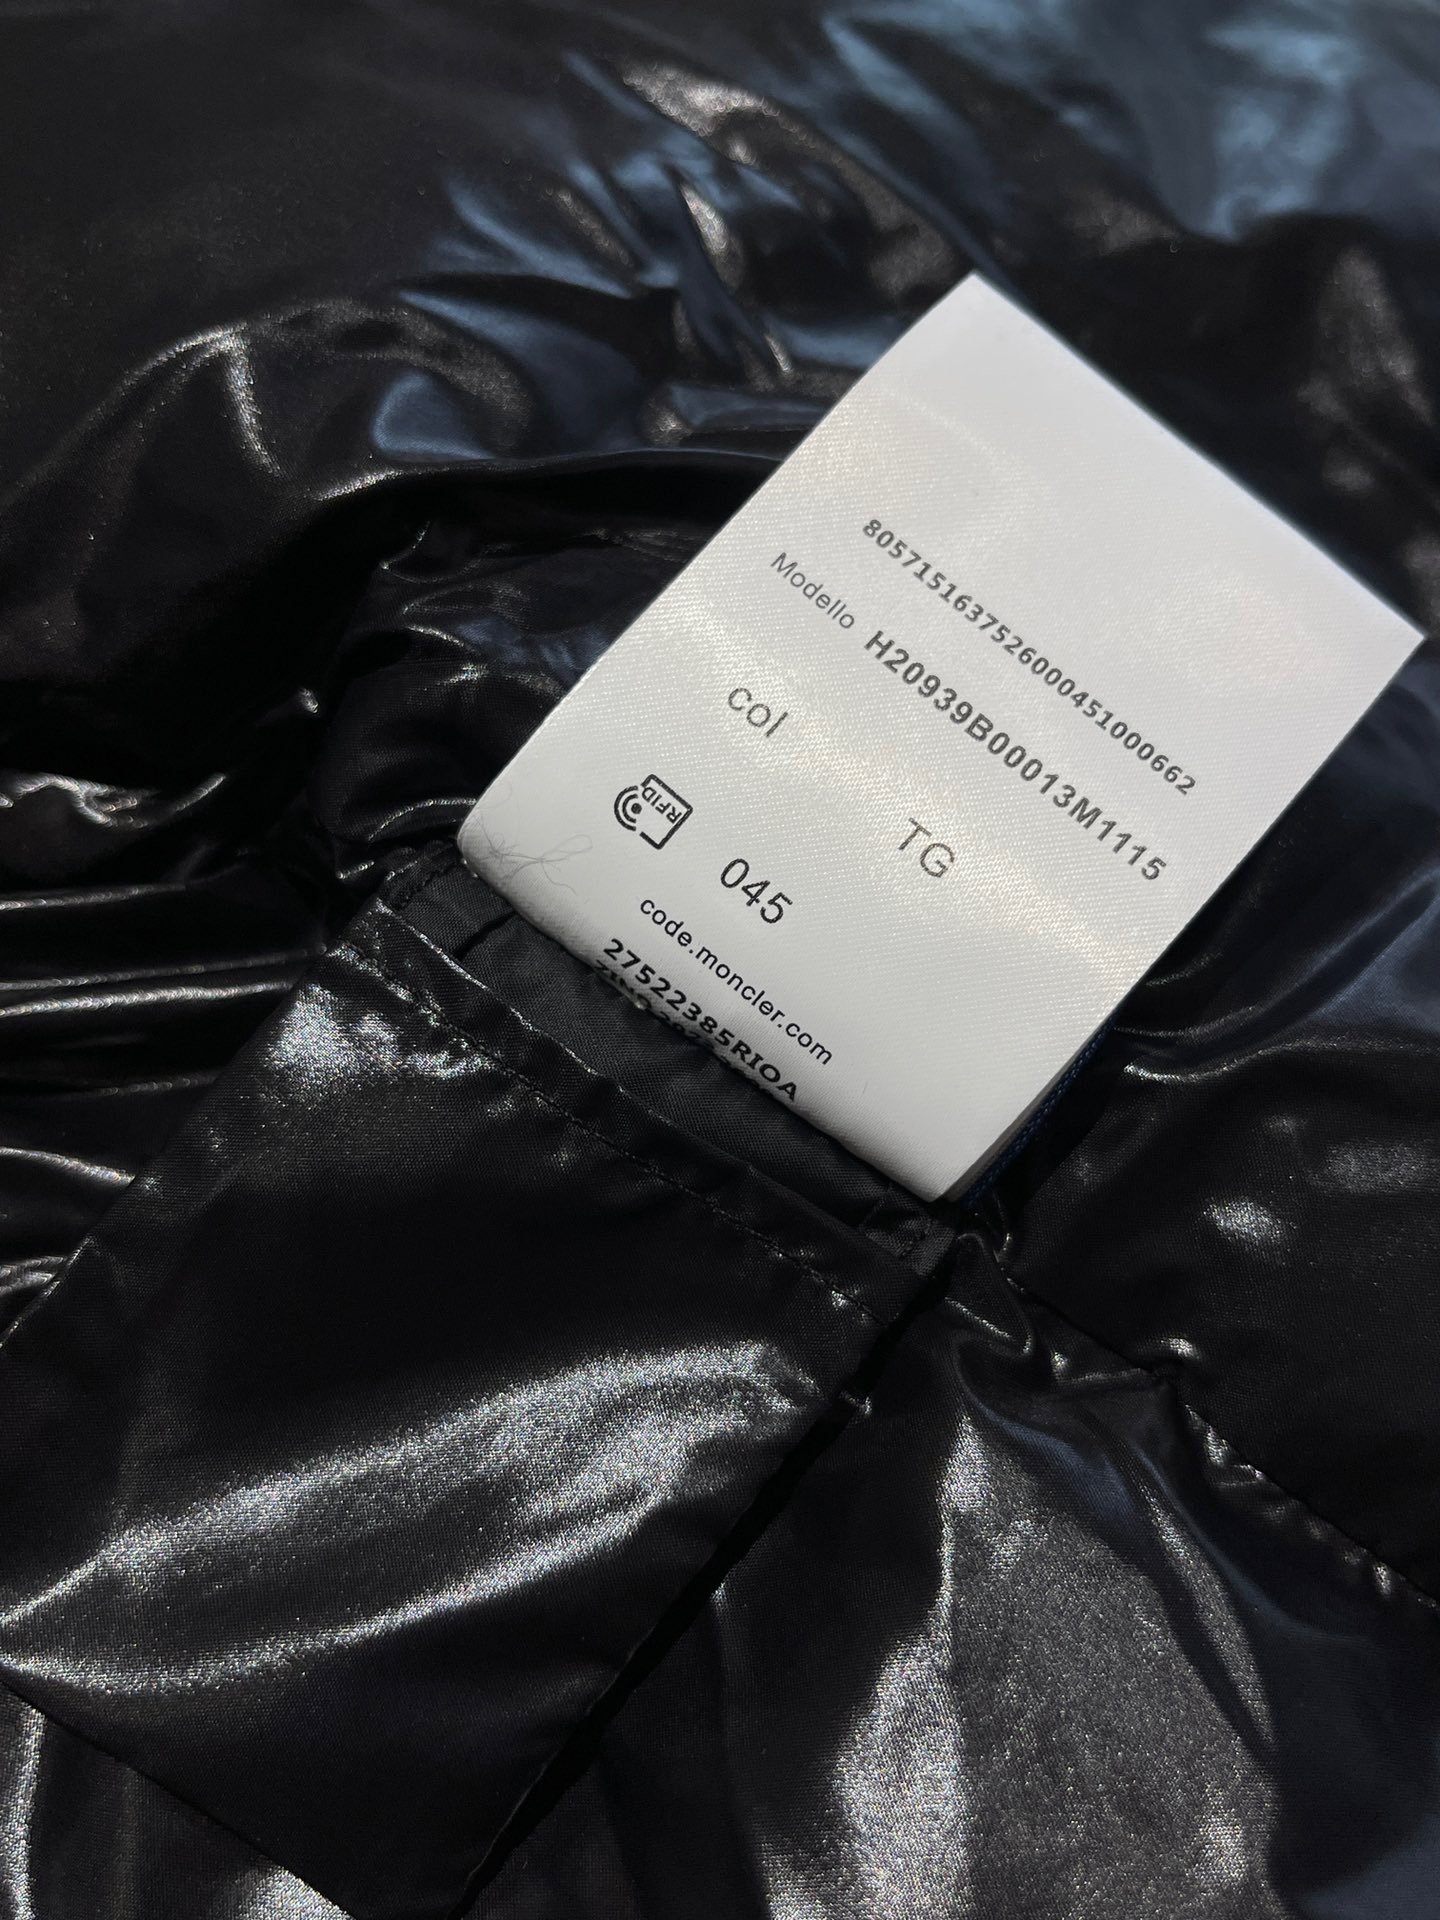 8057151637526000451000662
Modello H20939B00013M1115
col TG
RFID 045
code.moncler.com
27522385RIOA